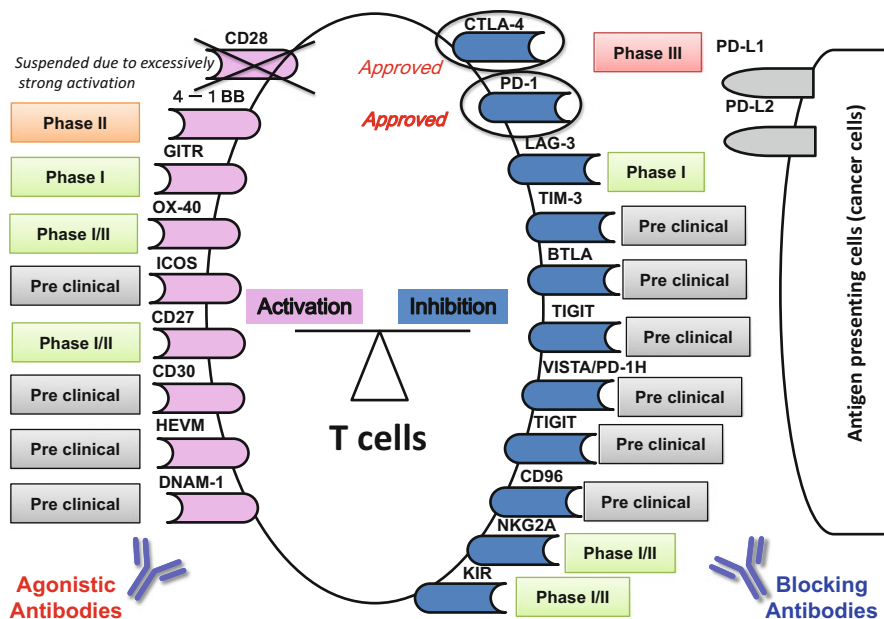 CD28
Suspended due to excessively
strong activation
4－1 BB
Phase II
GITR
Phase I
OX-40
Phase I/II
ICOS
Pre clinical
CD27
Phase I/II
CD30
Pre clinical
HEVM
Pre clinical
DNAM-1
Pre clinical
Agonistic
Antibodies
Activation
Inhibition
T cells
CTLA-4
Approved
Phase III
PD-1
Approved
LAG-3
Phase I
TIM-3
Pre clinical
BTLA
Pre clinical
TIGIT
Pre clinical
VISTA/PD-1H
Pre clinical
TIGIT
Pre clinical
CD96
Pre clinical
NKG2A
Phase I/II
KIR
Phase I/II
PD-L1
PD-L2
Antigen presenting cells (cancer cells)
Blocking
Antibodies